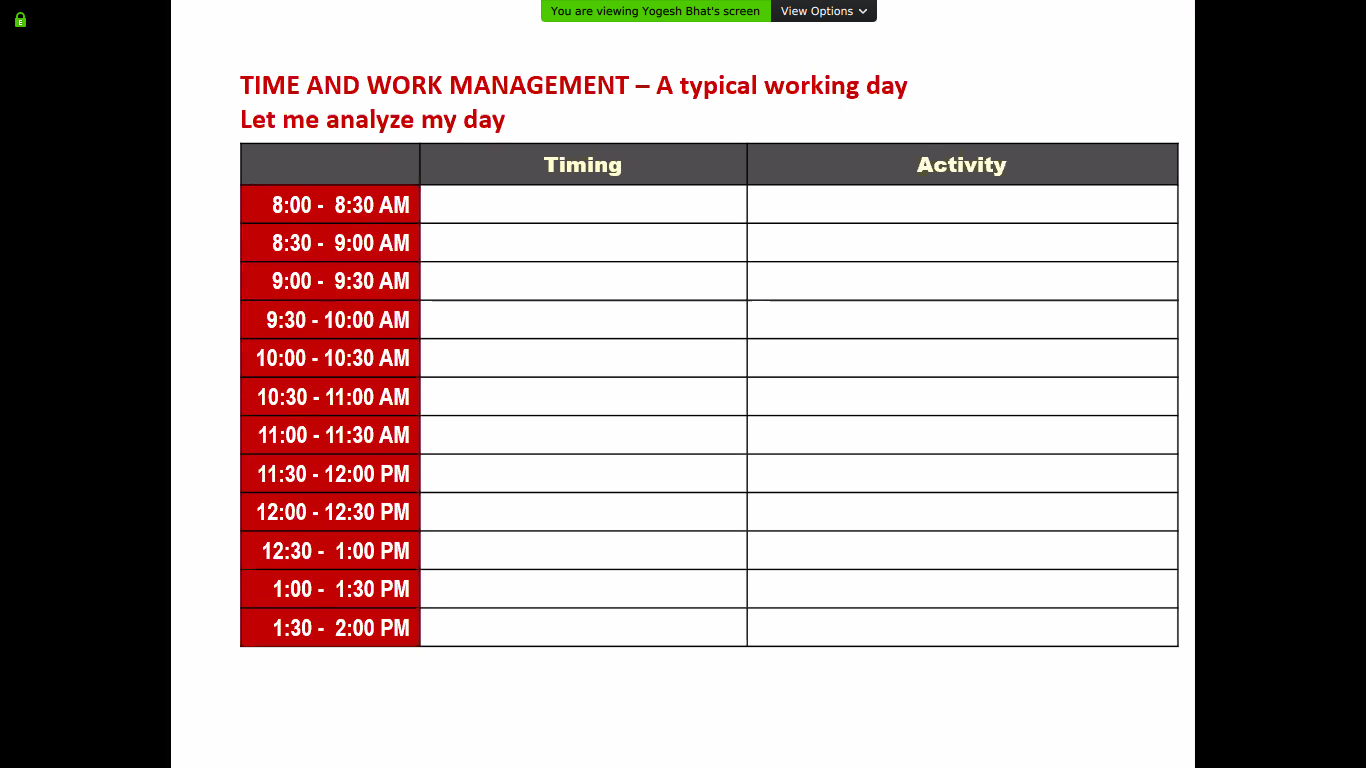 You are viewing Yogesh Bhat's screen View Options
TIME AND WORK MANAGEMENT – A typical working day
Let me analyze my day
Timing Activity
8:00 - 8:30 AM
8:30 - 9:00 AM
9:00 - 9:30 AM
9:30 - 10:00 AM
10:00 - 10:30 AM
10:30 - 11:00 AM
11:00 - 11:30 AM
11:30 - 12:00 PM
12:00 - 12:30 PM
12:30 - 1:00 PM
1:00 - 1:30 PM
1:30 - 2:00 PM